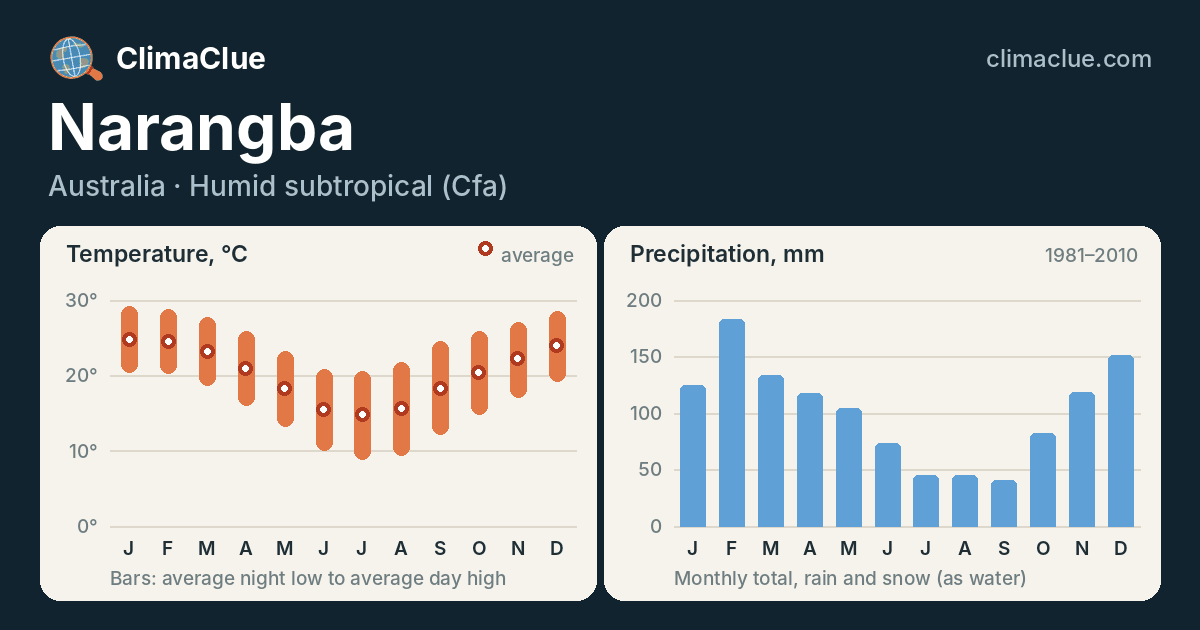 ClimaClue
climaclue.com
Narangba
Australia · Humid subtropical (Cfa)
Temperature, °C
average
30°
20°
10°
0°
J F M A M J J A S O N D
Bars: average night low to average day high
Precipitation, mm
1981–2010
200
150
100
50
0
J F M A M J J A S O N D
Monthly total, rain and snow (as water)